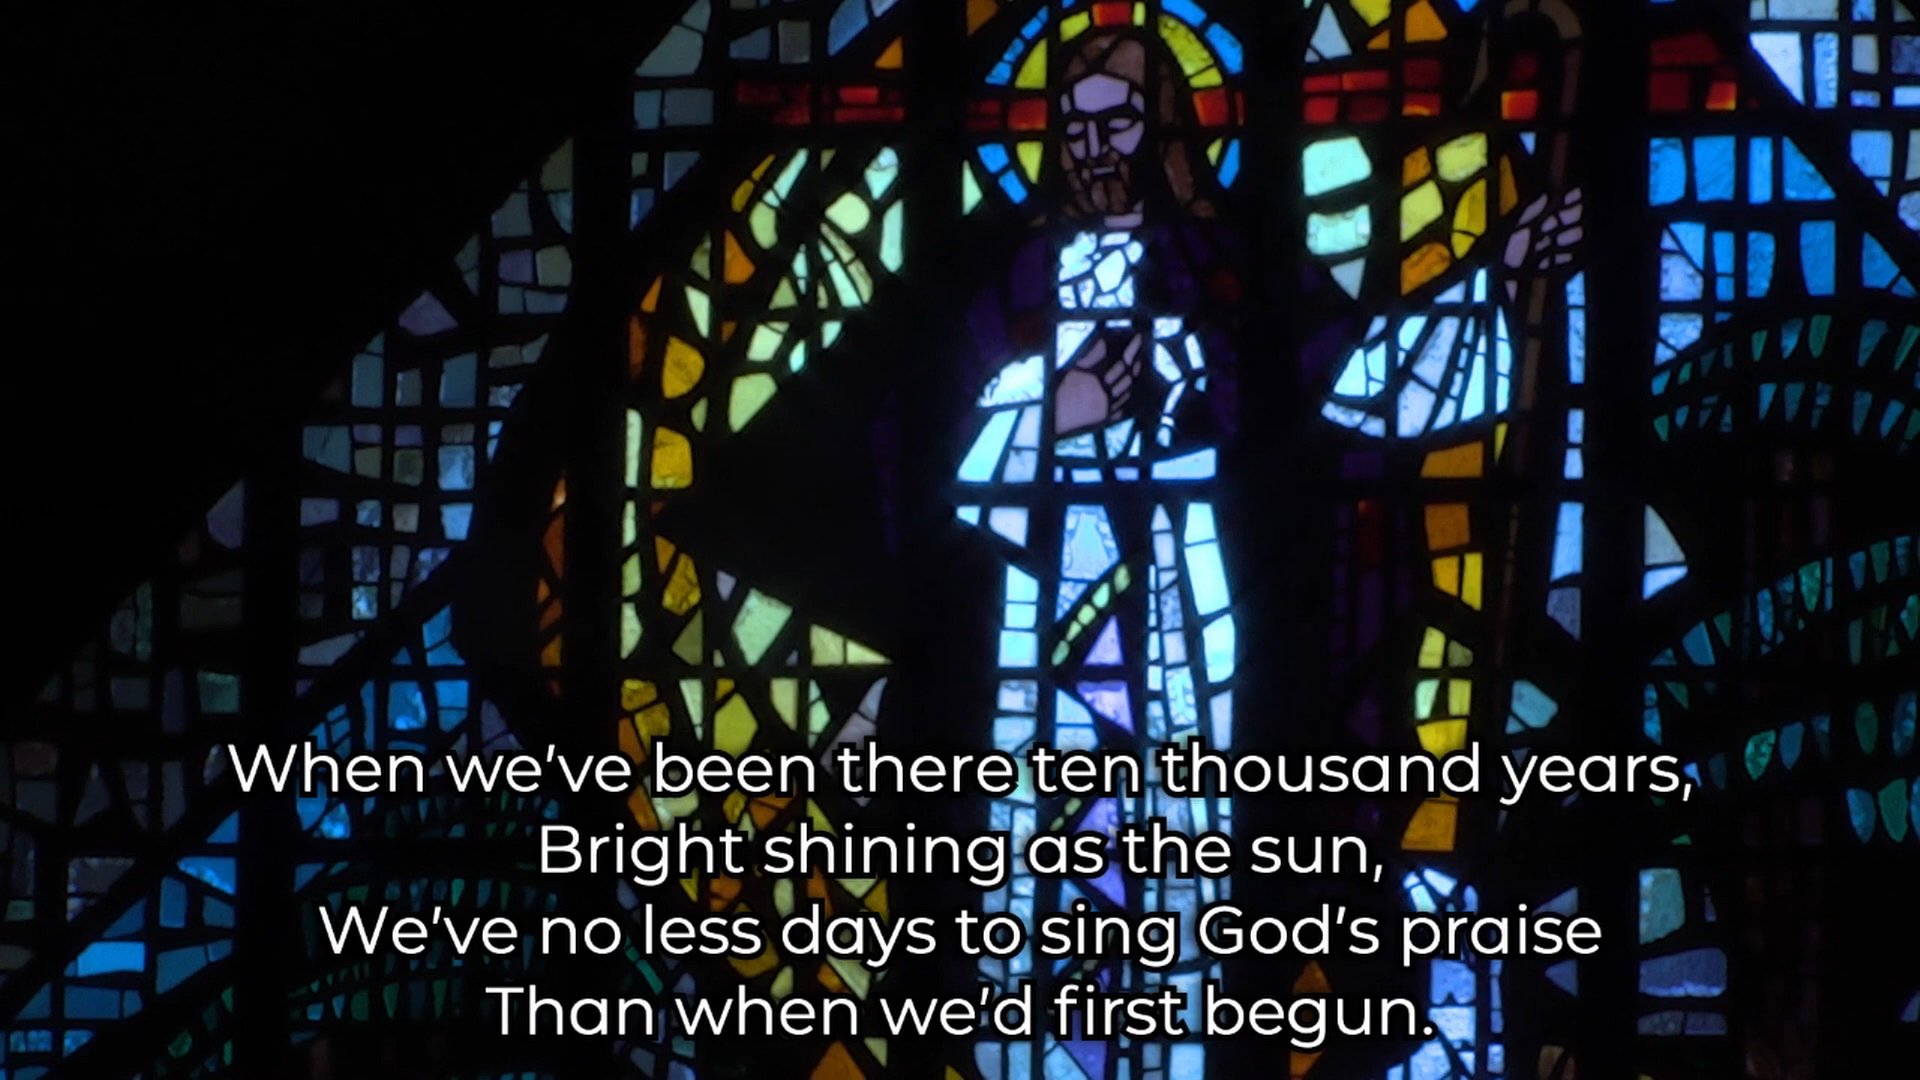 When we've been there ten thousand years,
Bright shining as the sun,
We've no less days to sing God's praise
Than when we'd first begun.